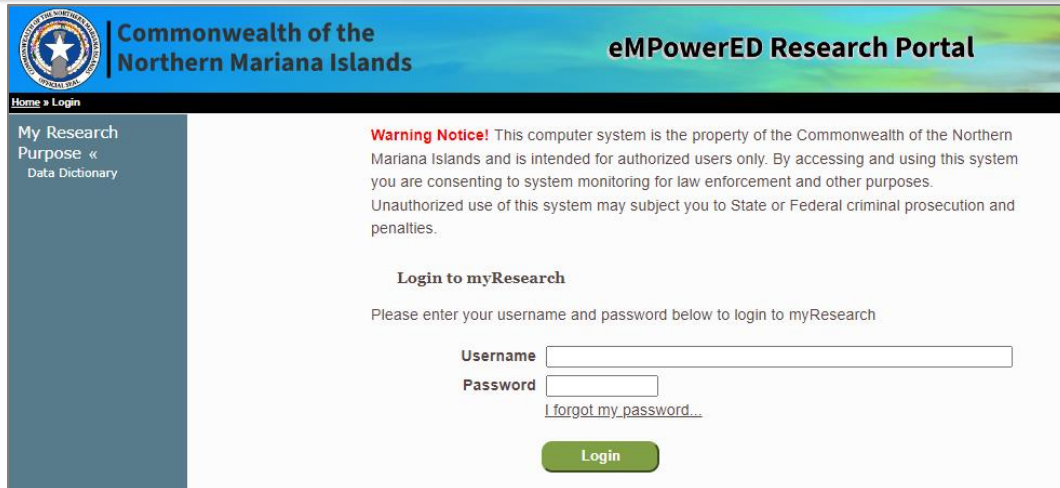 Commonwealth of the
Northern Mariana Islands
eMPowerED Research Portal
Home » Login
My Research
Purpose «
Data Dictionary
Warning Notice! This computer system is the property of the Commonwealth of the Northern
Mariana Islands and is intended for authorized users only. By accessing and using this system
you are consenting to system monitoring for law enforcement and other purposes.
Unauthorized use of this system may subject you to State or Federal criminal prosecution and
penalties.
Login to myResearch
Please enter your username and password below to login to myResearch
Username
Password
I forgot my password...
Login